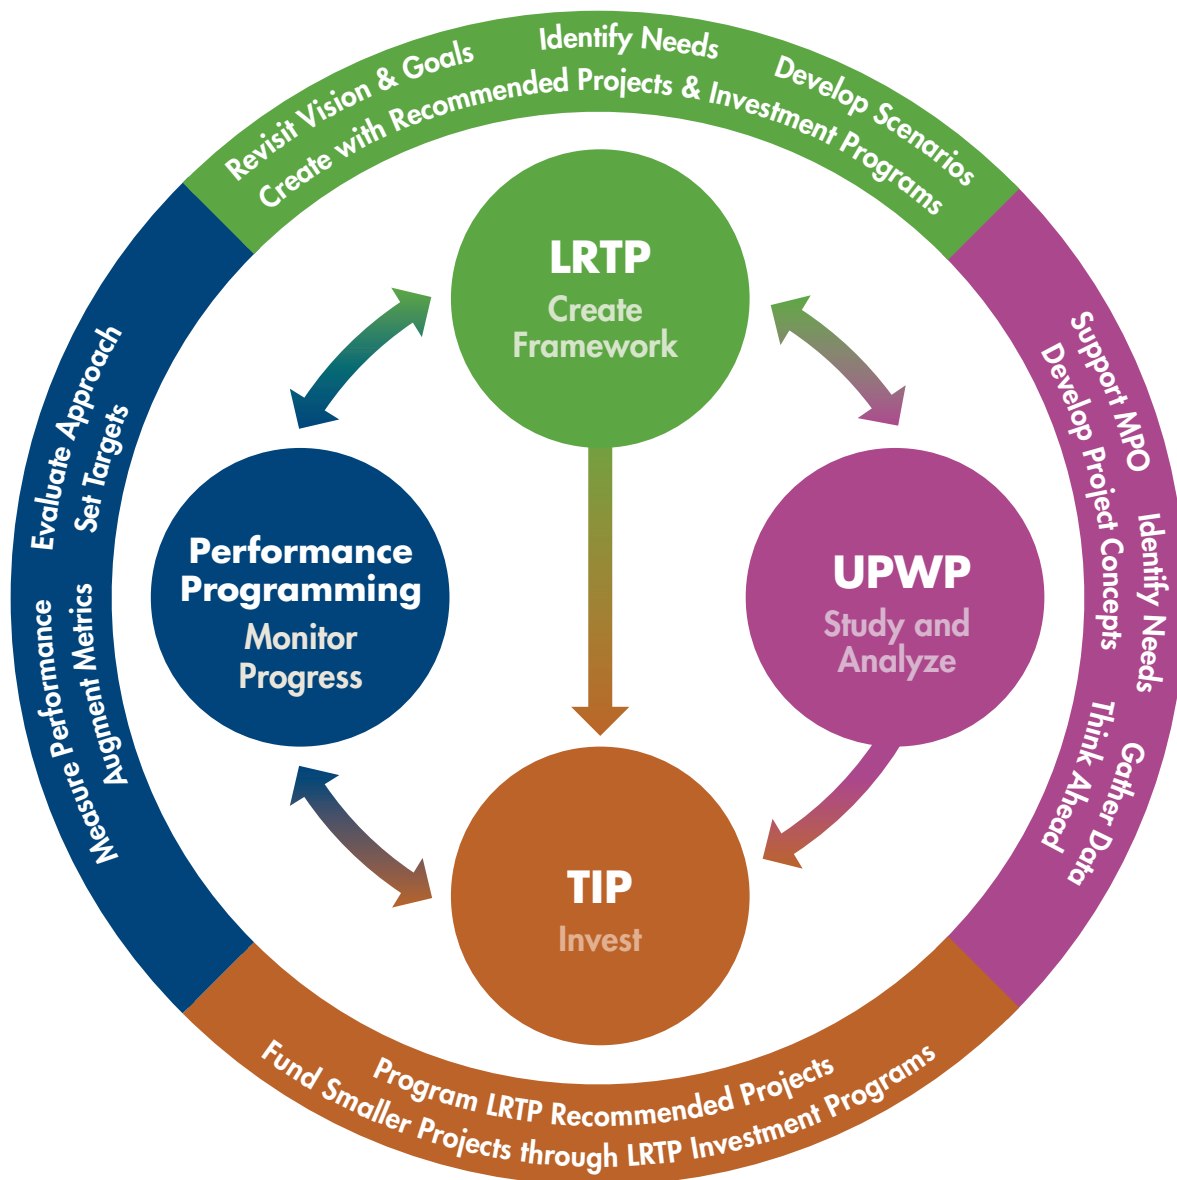 Revisit Vision & Goals
Identify Needs
Develop Scenarios
Create with Recommended Projects & Investment Programs
LRTP
Create
Framework
Support MPO
Identify Needs
Gather Data
Develop Project Concepts
Think Ahead
Evaluate Approach
Set Targets
Measure Performance
Augment Metrics
Performance
Programming
Monitor
Progress
UPWP
Study and
Analyze
TIP
Invest
Program LRTP Recommended Projects
Fund Smaller Projects through LRTP Investment Programs